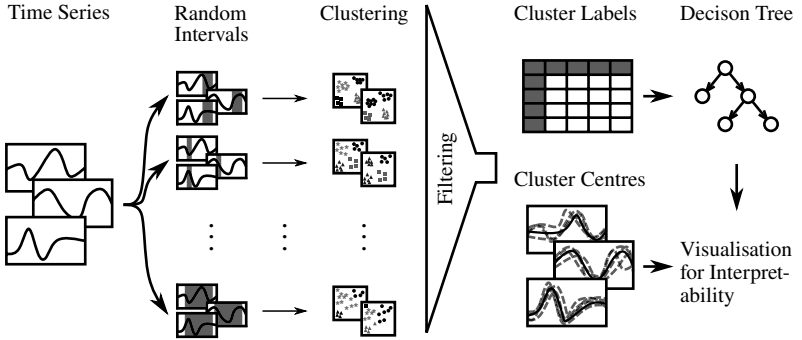 Time Series
Random
Intervals
Clustering
Filtering
Cluster Labels
Decison Tree
Cluster Centres
Visualisation
for Interpret-
ability